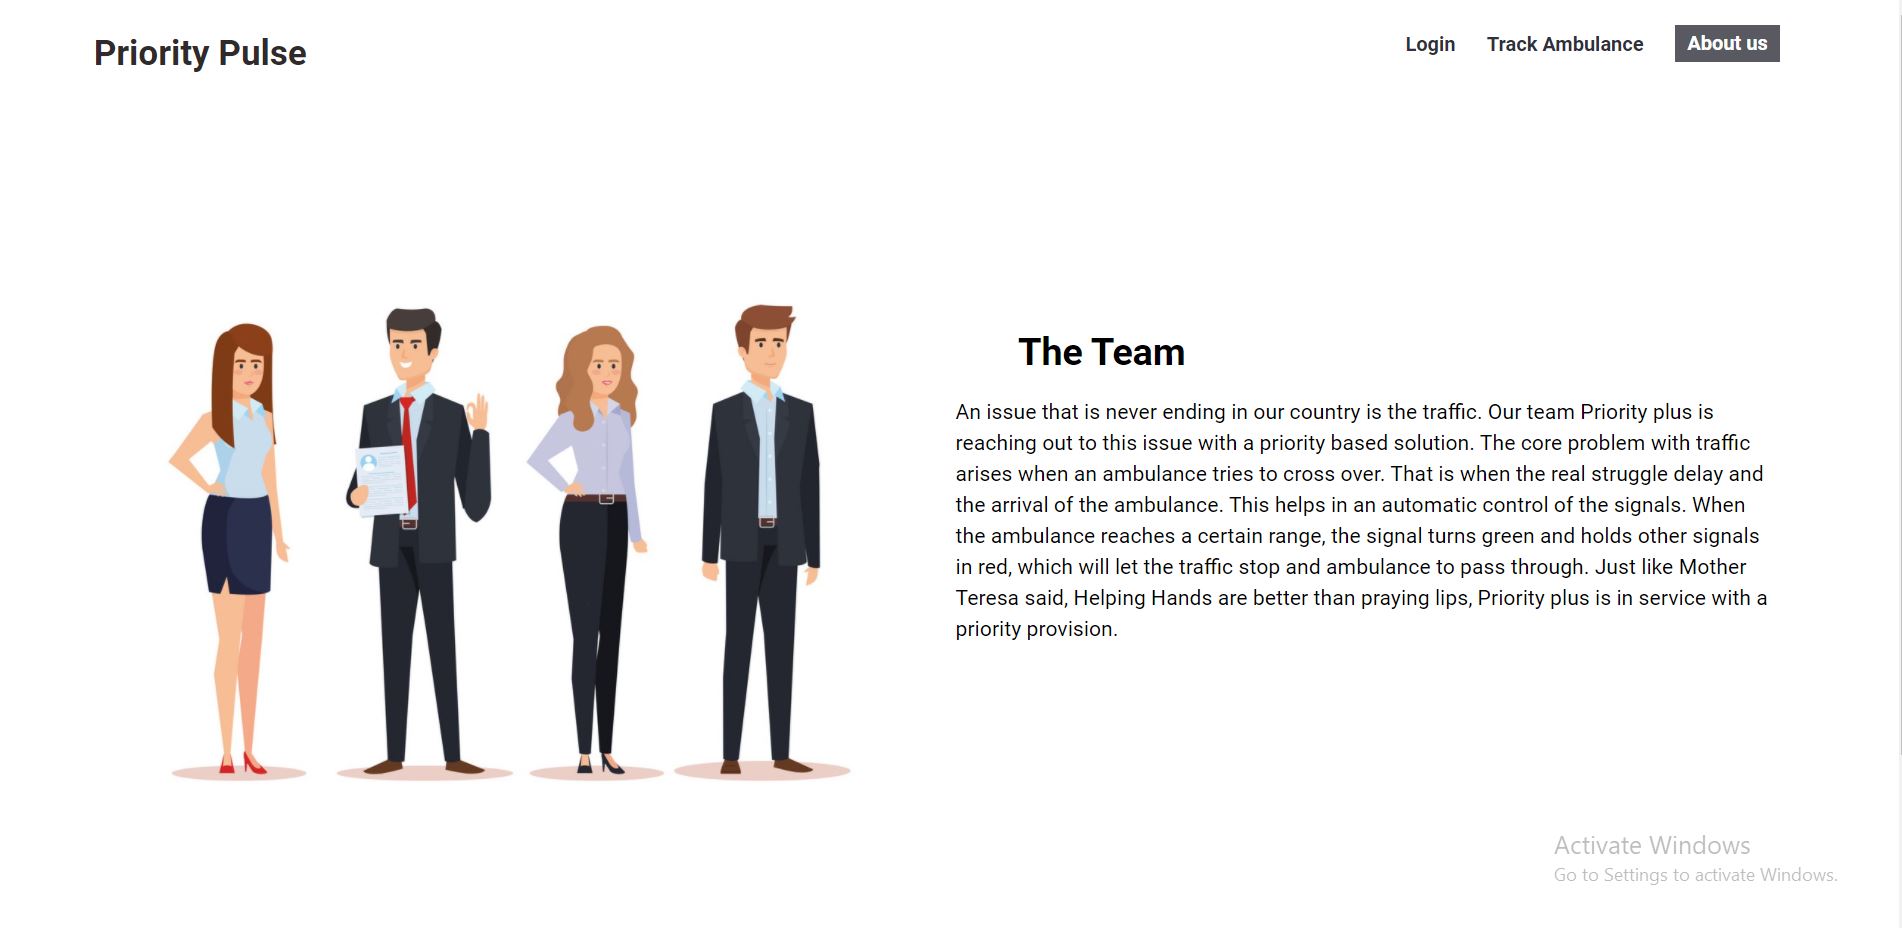 Priority Pulse
Login
Track Ambulance
About us
The Team
An issue that is never ending in our country is the traffic. Our team Priority plus is
reaching out to this issue with a priority based solution. The core problem with traffic
arises when an ambulance tries to cross over. That is when the real struggle delay and
the arrival of the ambulance. This helps in an automatic control of the signals. When
the ambulance reaches a certain range, the signal turns green and holds other signals
in red, which will let the traffic stop and ambulance to pass through. Just like Mother
Teresa said, Helping Hands are better than praying lips, Priority plus is in service with a
priority provision.
Activate Windows
Go to Settings to activate Windows.